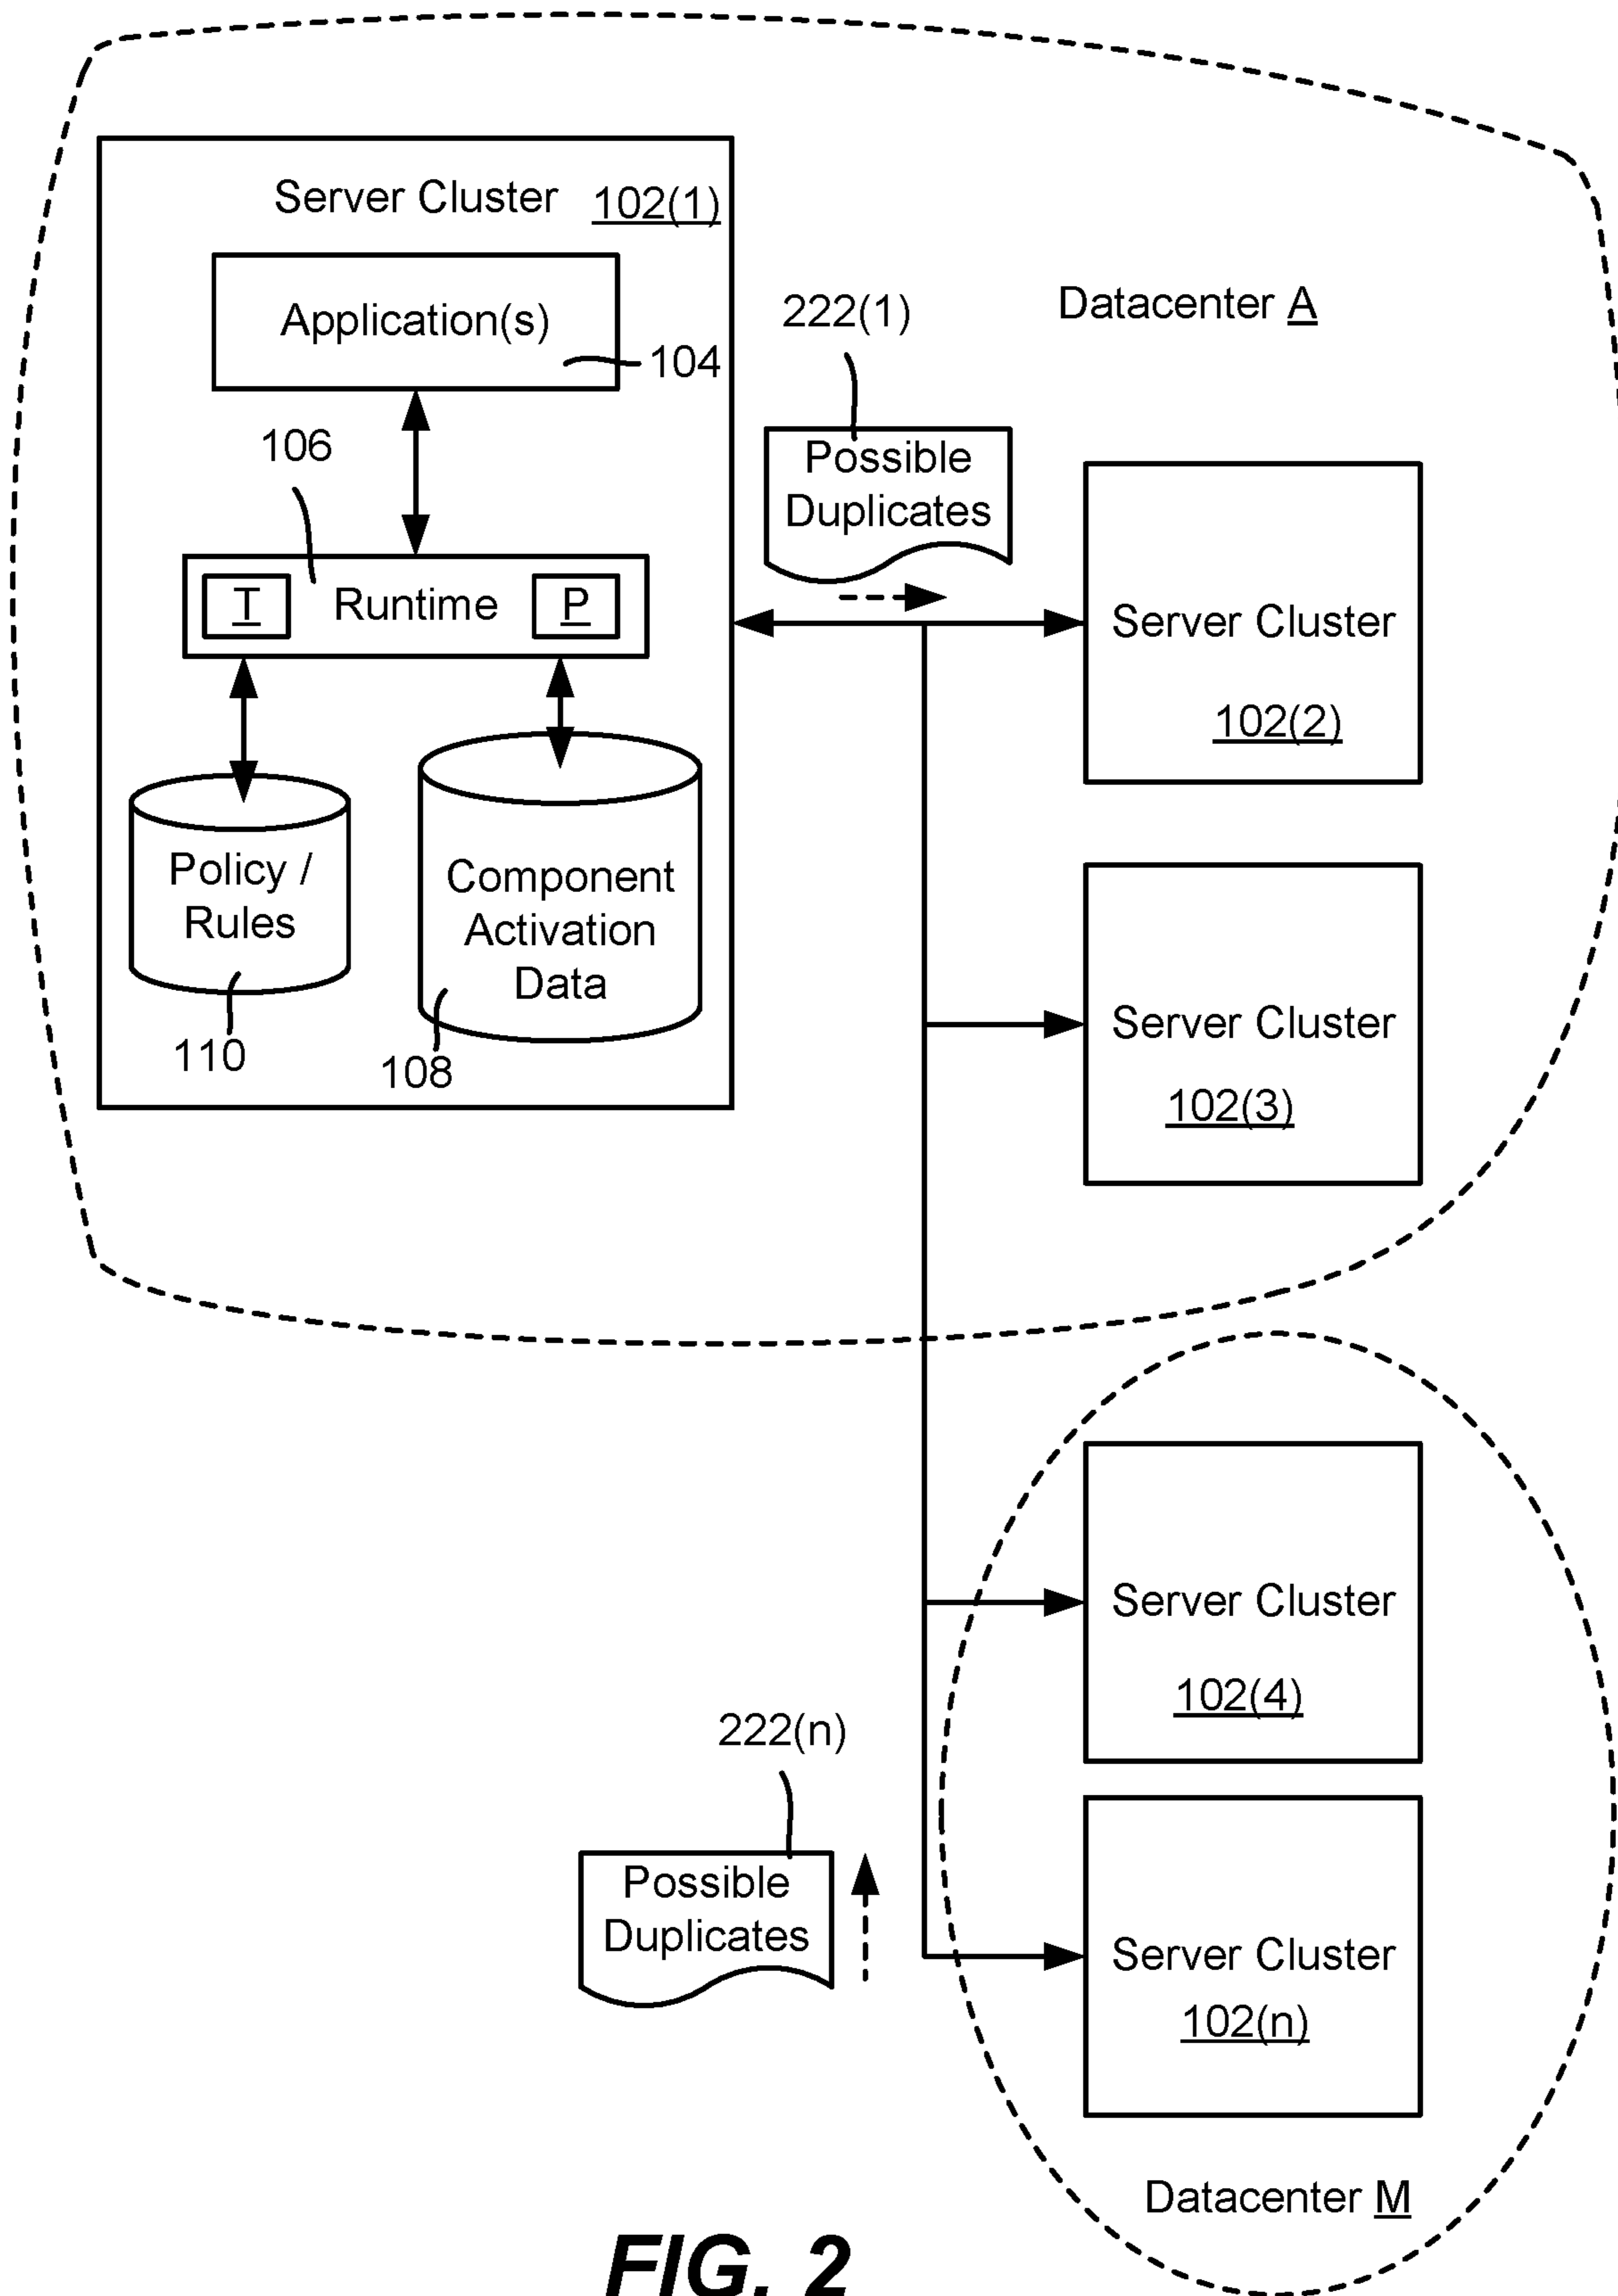 Server Cluster 102(1)
Application(s)
104
106
T Runtime P
Policy /
Rules
110
Component
Activation
Data
108
222(1)
Possible
Duplicates
Datacenter A
Server Cluster
102(2)
Server Cluster
102(3)
Server Cluster
102(4)
222(n)
Possible
Duplicates
Server Cluster
102(n)
Datacenter M
FIG. 2